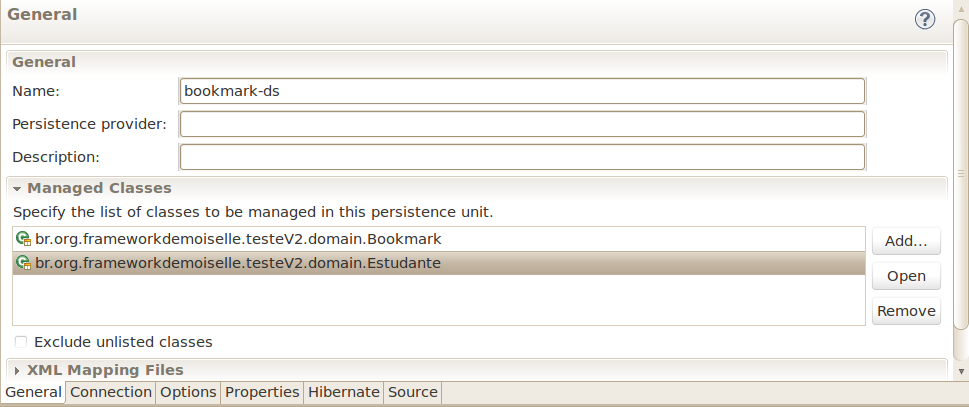 General
General
Name:
bookmark-ds
Persistence provider:
Description:
Managed Classes
Specify the list of classes to be managed in this persistence unit.
br.org.frameworkdemoiselle.testeV2.domain.Bookmark
br.org.frameworkdemoiselle.testeV2.domain.Estudante
Add...
Open
Remove
Exclude unlisted classes
XML Mapping Files
General Connection Options Properties Hibernate Source